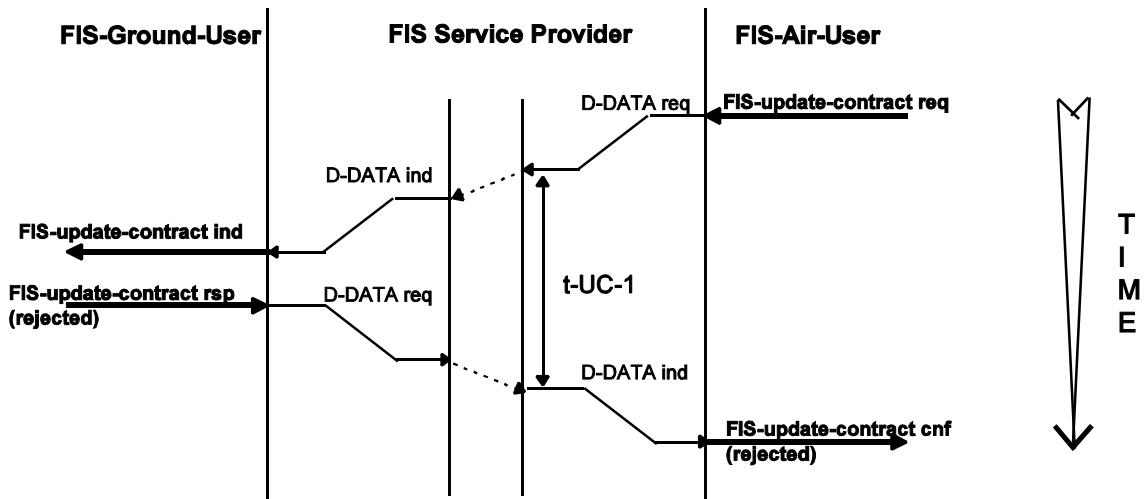 FIS-Ground-User
FIS Service Provider
FIS-Air-User
D-DATA req
FIS-update-contract req
D-DATA ind
FIS-update-contract ind
FIS-update-contract rsp
(rejected)
D-DATA req
t-UC-1
D-DATA ind
FIS-update-contract cnf
(rejected)
T
I
M
E